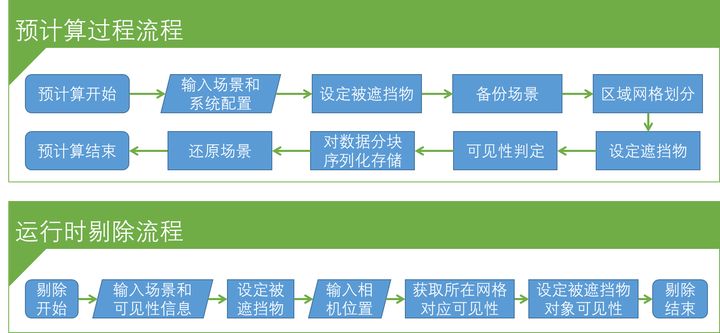 预计算过程流程
预计算开始
输入场景和
系统配置
设定被遮挡物
备份场景
区域网格划分
设定遮挡物
可见性判定
对数据分块
序列化存储
还原场景
预计算结束
运行时剔除流程
剔除
开始
输入场景和
可见性信息
设定被
遮挡物
输入相
机位置
获取所在网格
对应可见性
设定被遮挡物
对象可见性
剔除
结束